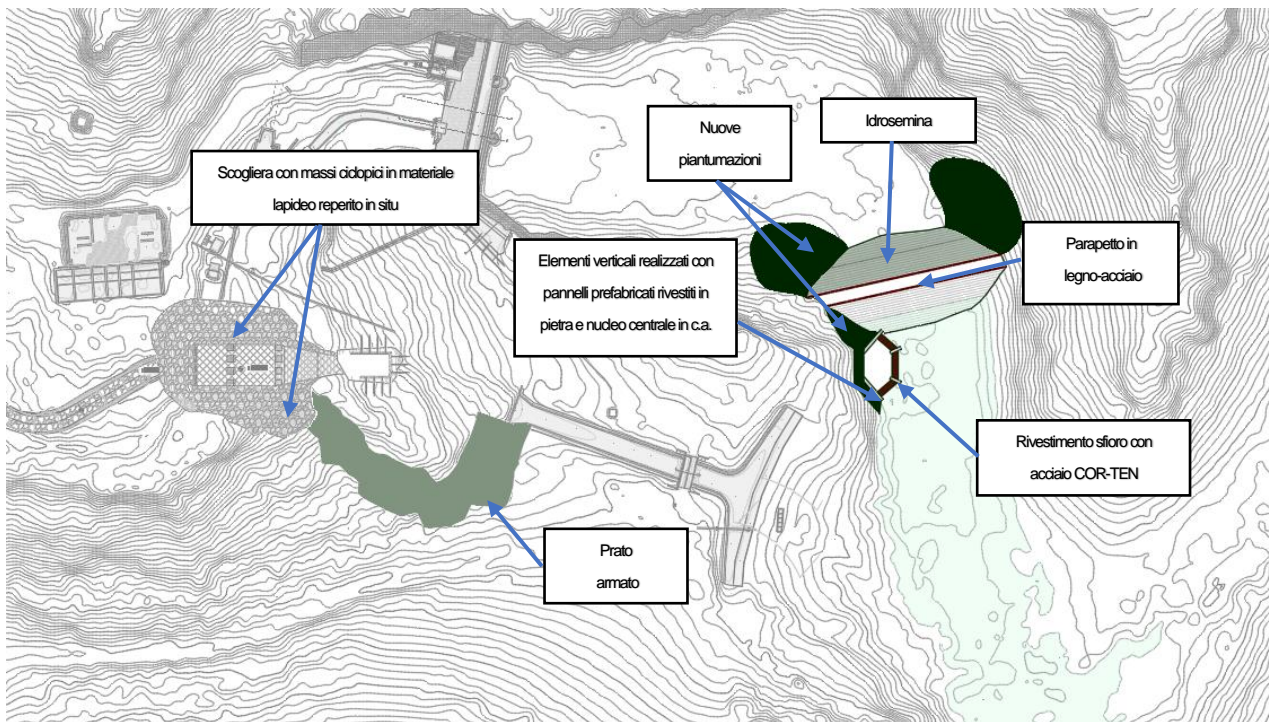 Nuove
piantumazioni
Idrosemina
Scogliera con massi ciclopici in materiale
lapideo reperito in situ
Elementi verticali realizzati con
pannelli prefabricati rivestiti in
pietra e nucleo centrale in c.a.
Parapetto in
legno-acciaio
Rivestimento sfioro con
acciaio COR-TEN
Prato
armato